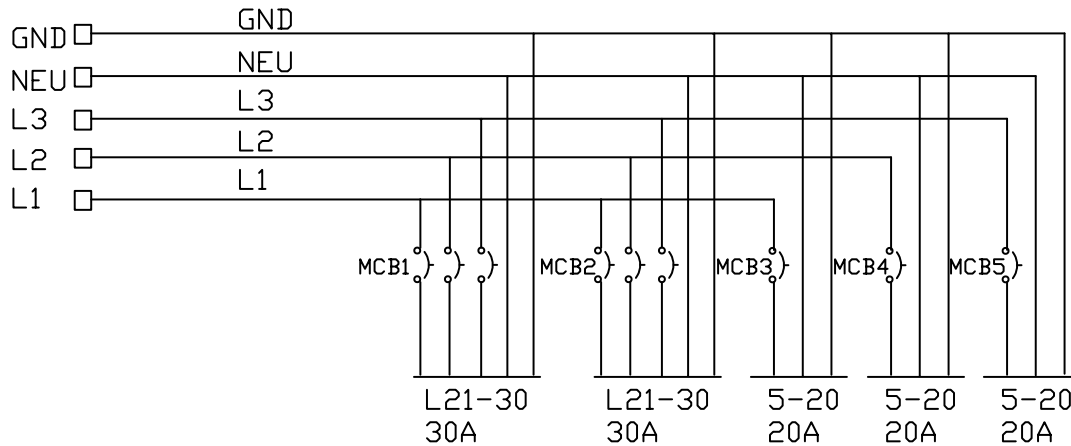 GND
GND
NEU
NEU
L3
L3
L2
L2
L1
L1
MCB1
MCB2
MCB3
MCB4
MCB5
L21-30
30A
L21-30
30A
5-20
20A
5-20
20A
5-20
20A